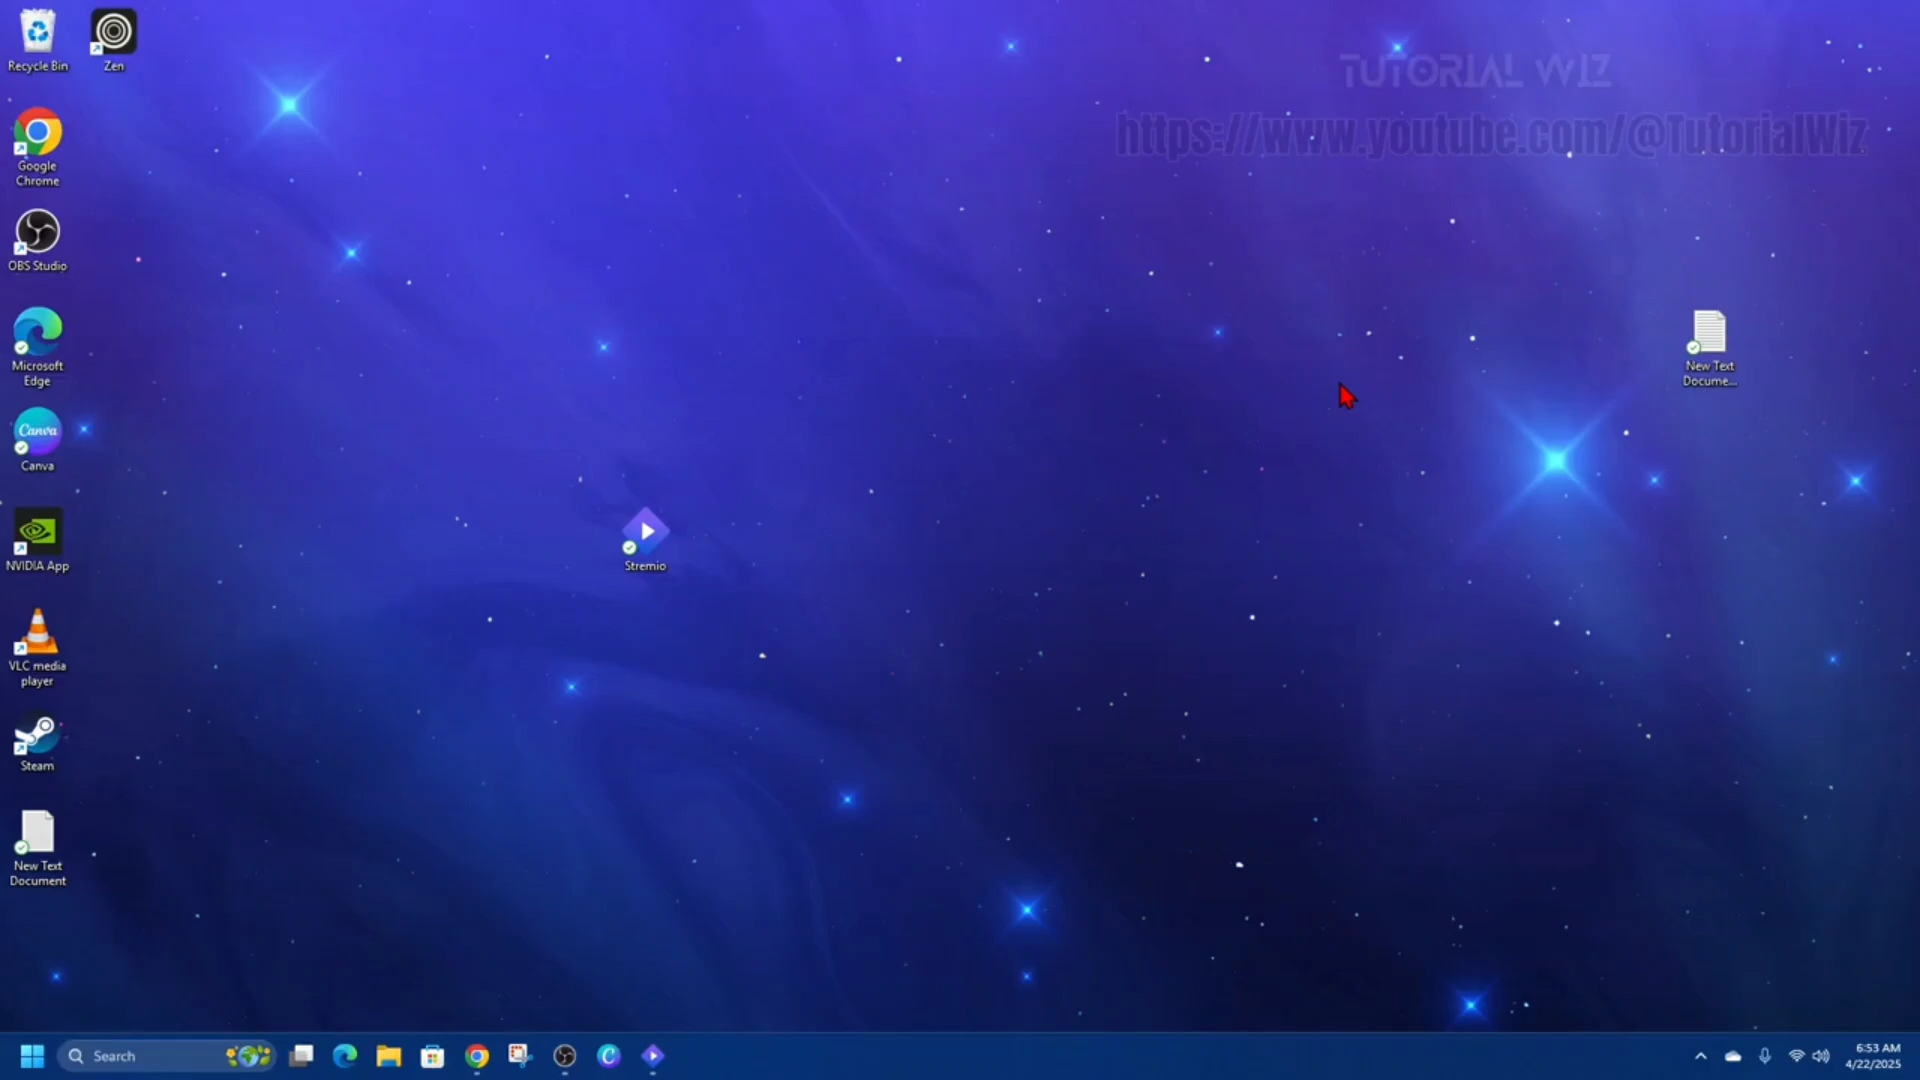 Recycle Bin
Zen
TUTORIAL WIZ
https://www.youtube.com/@TutorialWiz
Google
Chrome
OBS Studio
Microsoft
Edge
New Text
Docume...
Canva
Canva
NVIDIA App
Stremio
VLC media
player
Steam
New Text
Document
Search
6:53 AM
4/22/2025